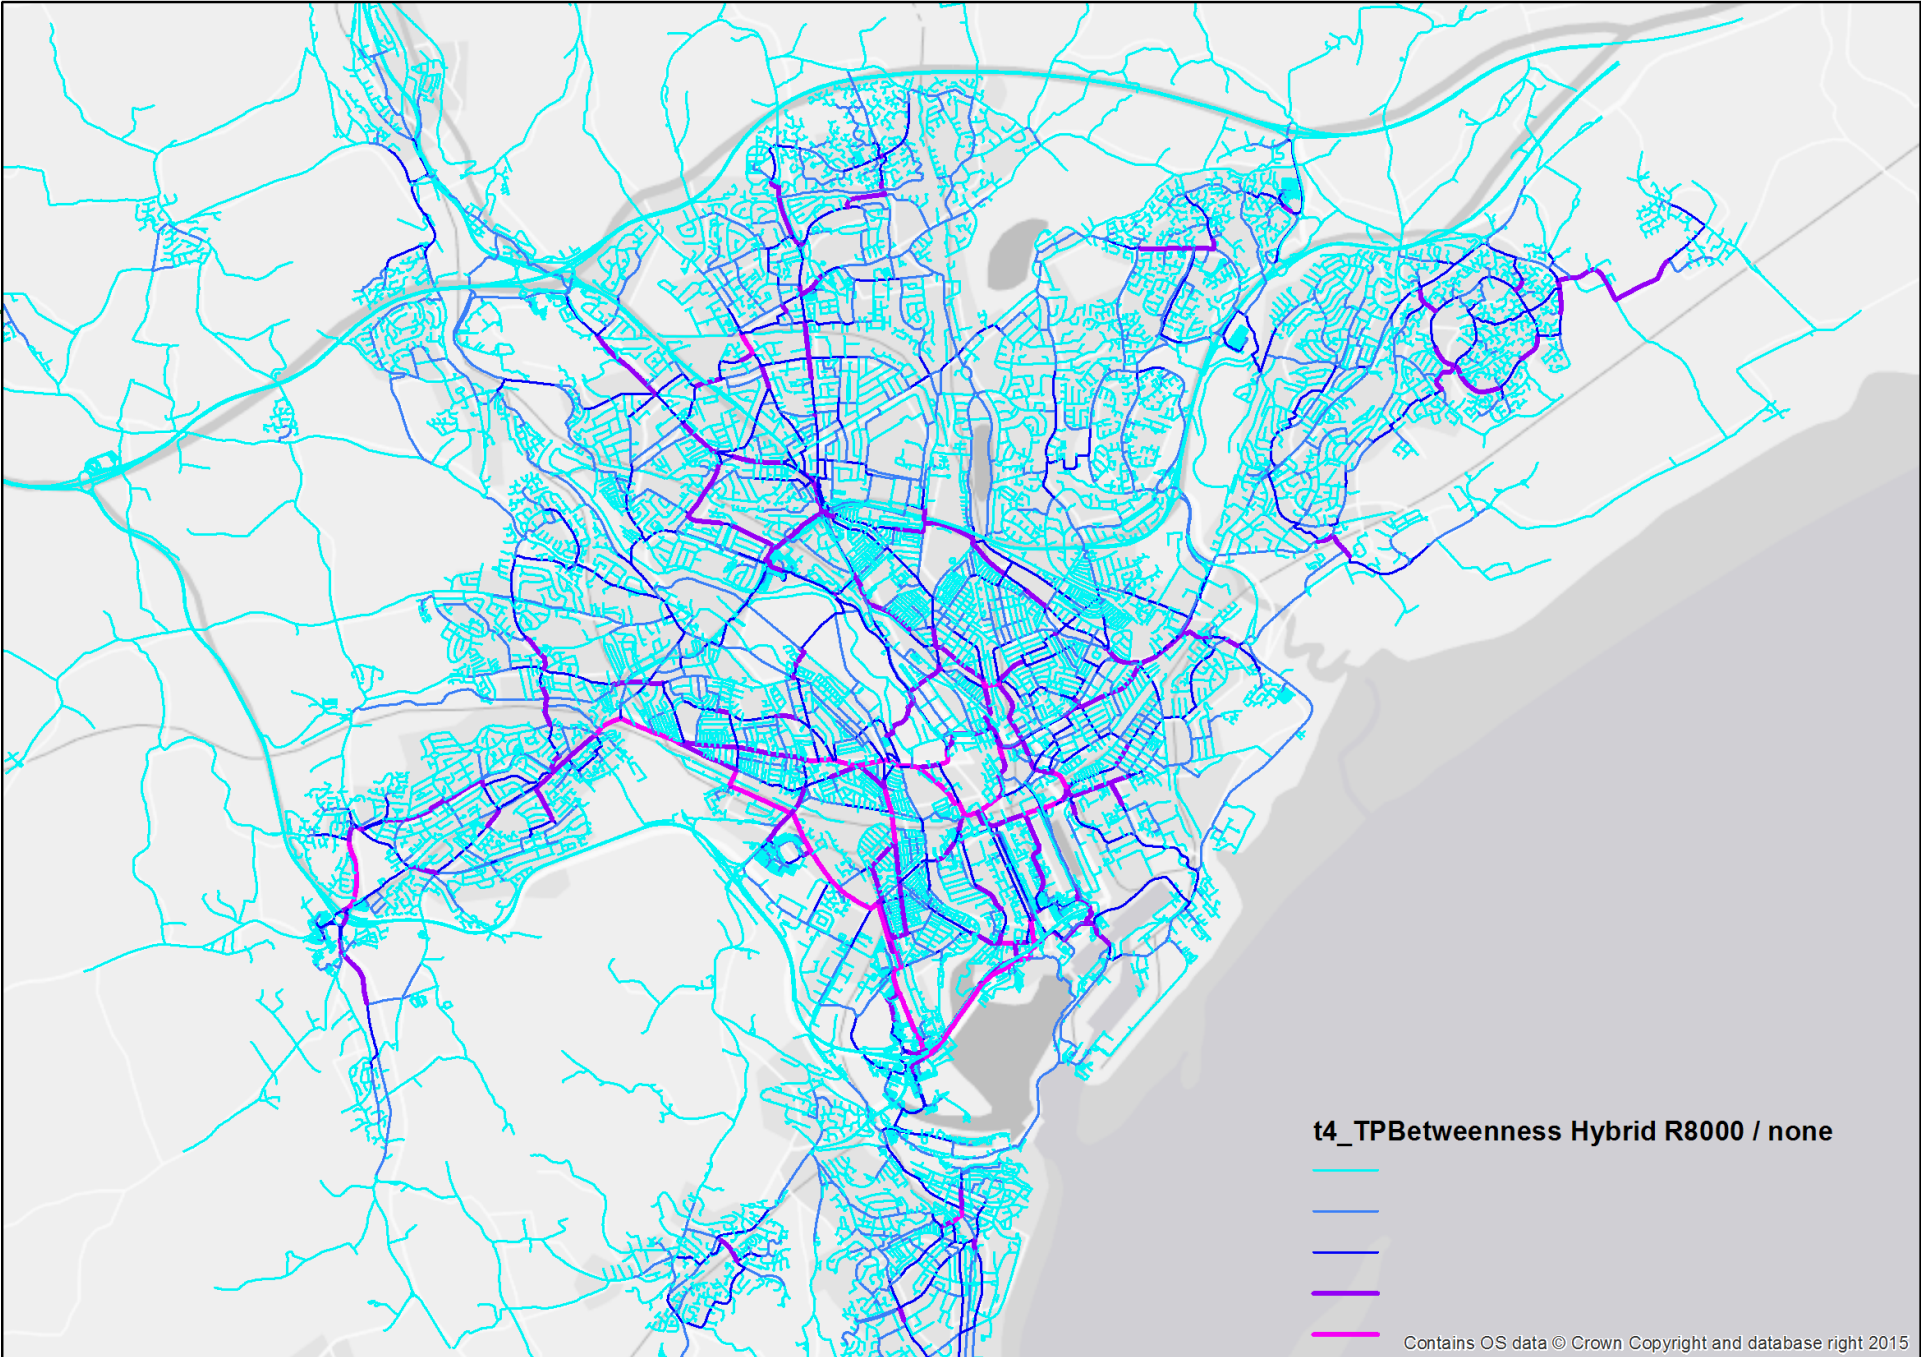 t4_TPBetweenness Hybrid R8000 / none
Contains OS data © Crown Copyright and database right 2015